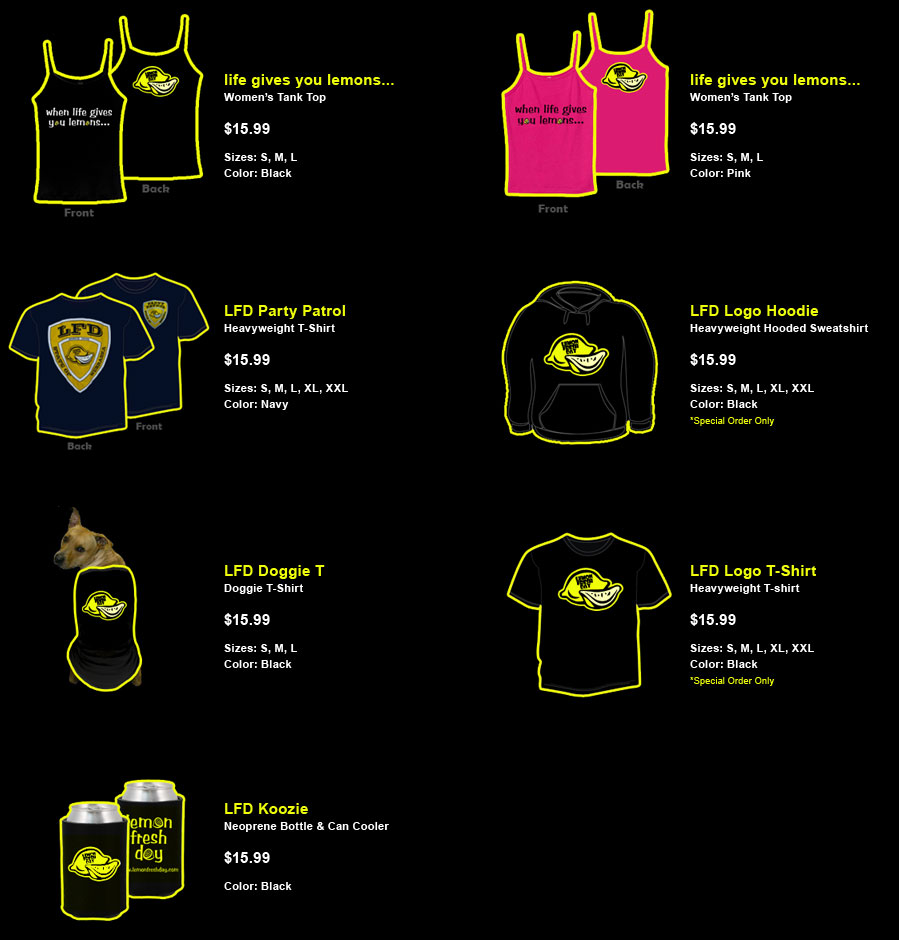 when life gives
you lemons...
Front
Back
life gives you lemons...
Women's Tank Top
$15.99
Sizes: S, M, L
Color: Black
when life gives
you lemons...
Front
Back
life gives you lemons...
Women's Tank Top
$15.99
Sizes: S, M, L
Color: Pink
LFD
Back
Front
LFD Party Patrol
Heavyweight T-Shirt
$15.99
Sizes: S, M, L, XL, XXL
Color: Navy
LFD Logo Hoodie
Heavyweight Hooded Sweatshirt
$15.99
Sizes: S, M, L, XL, XXL
Color: Black
*Special Order Only
LFD Doggie T
Doggie T-Shirt
$15.99
Sizes: S, M, L
Color: Black
LFD Logo T-Shirt
Heavyweight T-shirt
$15.99
Sizes: S, M, L, XL, XXL
Color: Black
*Special Order Only
lemon
fresh
day
www.lemonfreshday.com
LFD Koozie
Neoprene Bottle & Can Cooler
$15.99
Color: Black